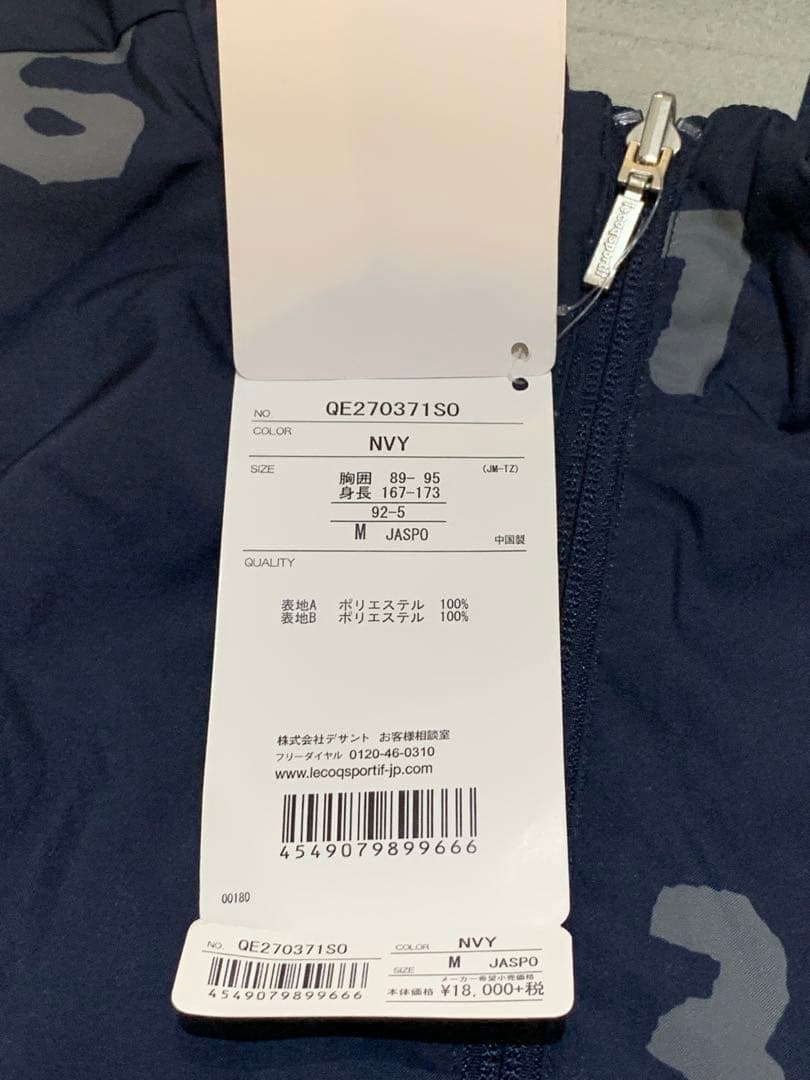 lecoqsportif
NO. QE270371S0
COLOR
NVY
SIZE
(JM-TZ)
胸囲 89- 95
身長 167-173
92-5
M JASPO
中国製
QUALITY
表地A ポリエステル 100%
表地B ポリエステル 100%
株式会社デサント お客様相談室
フリーダイヤル 0120-46-0310
www.lecoqsportif-jp.com
4549079899666
00180
NO. QE270371S0
4549079899666
COLOR NVY
SIZE M JASPO
メーカー希望小売価格
本体価格 ¥18,000+税